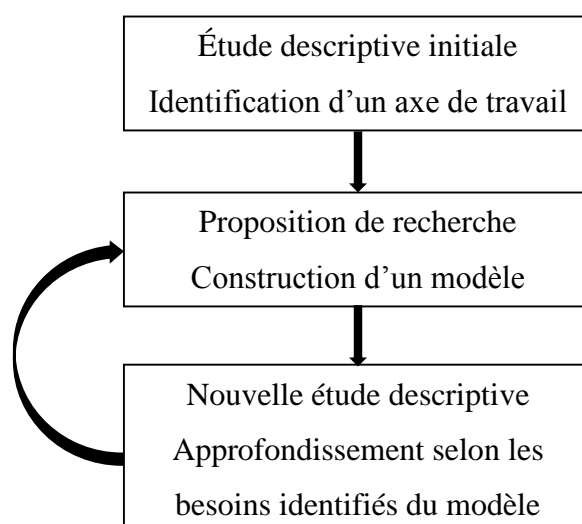 Étude descriptive initiale
Identification d’un axe de travail
Proposition de recherche
Construction d’un modèle
Nouvelle étude descriptive
Approfondissement selon les
besoins identifiés du modèle